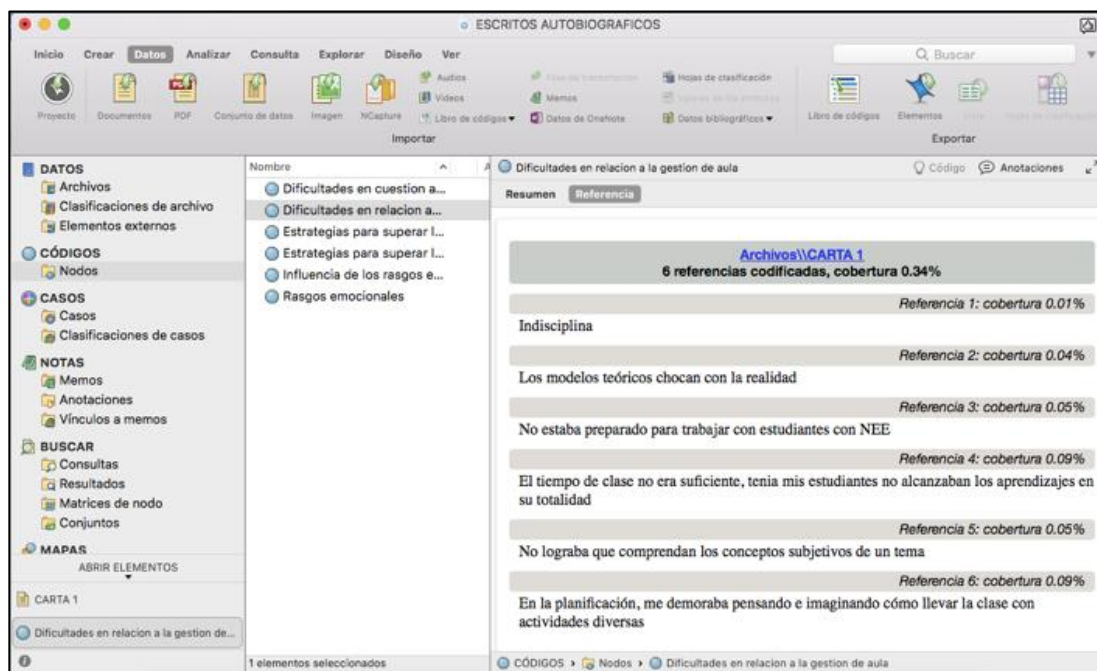 ESCRITOS AUTOBIOGRAFICOS
Inicio Crear Datos Analizar Consulta Explorar Diseño Ver
Buscar
Audios
Hojas de clasificación
Videos
Memos
Proyecto Documentos PDF Conjunto de datos Imagen NCapture
Libro de códigos
Datos de OneNote
Datos bibliográficos
Libro de códigos Elementos
Importar
Exportar
DATOS
Archivos
Clasificaciones de archivo
Elementos externos
CÓDIGOS
Nodos
CASOS
Casos
Clasificaciones de casos
NOTAS
Memos
Anotaciones
Vínculos a memos
BUSCAR
Consultas
Resultados
Matrices de nodo
Conjuntos
MAPAS
ABRIR ELEMENTOS
CARTA 1
Dificultades en relacion a la gestion de...
Nombre
Dificultades en cuestion a...
Dificultades en relacion a...
Estrategias para superar l...
Estrategias para superar l...
Influencia de los rasgos e...
Rasgos emocionales
1 elementos seleccionados
Dificultades en relacion a la gestion de aula
Código Anotaciones
Resumen Referencia
Archivos\\CARTA 1
6 referencias codificadas, cobertura 0.34%
Referencia 1: cobertura 0.01%
Indisciplina
Referencia 2: cobertura 0.04%
Los modelos teóricos chocan con la realidad
Referencia 3: cobertura 0.05%
No estaba preparado para trabajar con estudiantes con NEE
Referencia 4: cobertura 0.09%
El tiempo de clase no era suficiente, tenia mis estudiantes no alcanzaban los aprendizajes en
su totalidad
Referencia 5: cobertura 0.05%
No lograba que comprendan los conceptos subjetivos de un tema
Referencia 6: cobertura 0.09%
En la planificación, me demoraba pensando e imaginando cómo llevar la clase con
actividades diversas
CÓDIGOS › Nodos › Dificultades en relacion a la gestion de aula